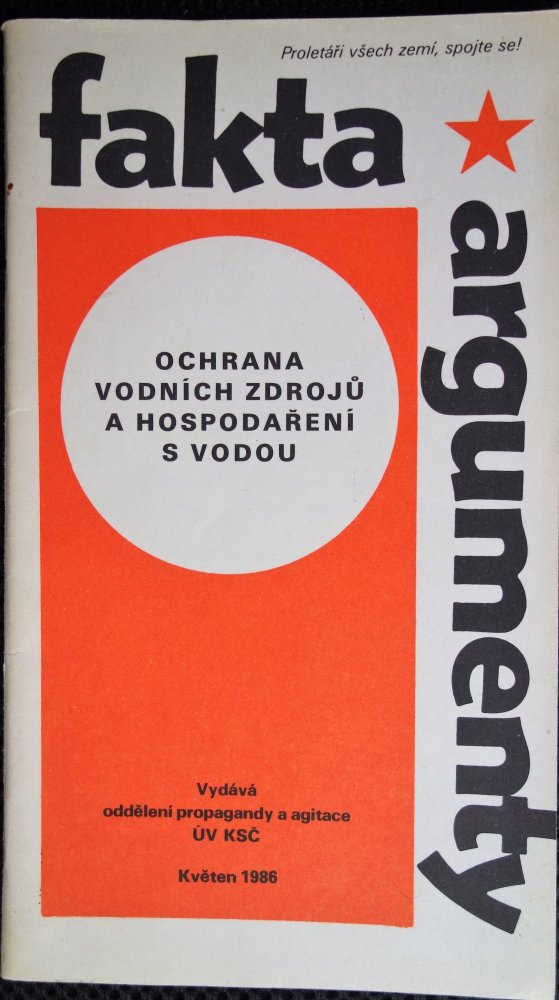 Proletáři všech zemí, spojte se!
fakta
argumenty
OCHRANA
VODNÍCH ZDROJŮ
A HOSPODAŘENÍ
S VODOU
Vydává
oddělení propagandy a agitace
ÚV KSČ
Květen 1986